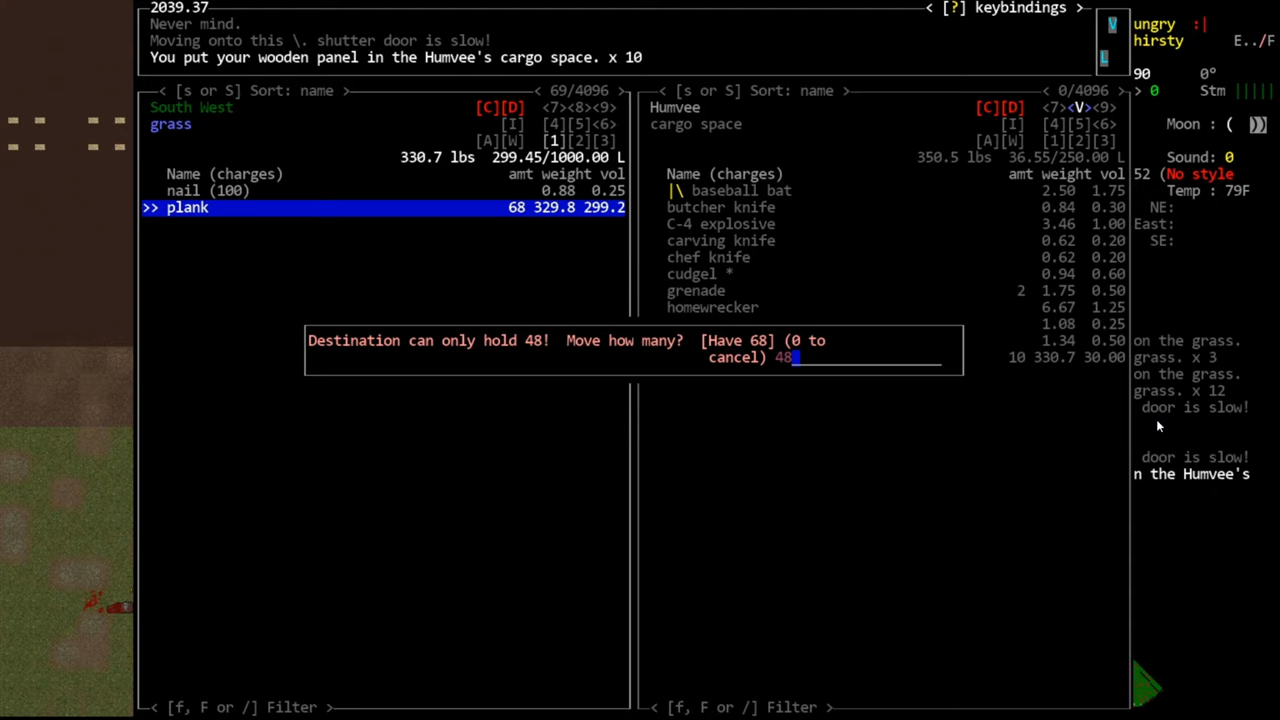 2039.37
< [?] keybindings >
Never mind.
Moving onto this \. shutter door is slow!
You put your wooden panel in the Humvee's cargo space. x 10
V
L
ungry :|
hirsty E../F
90 0°
> 0 Stm |||||
Moon : ( ))
Sound: 0
52 (No style
Temp : 79F
NE:
East:
SE:
< [s or S] Sort: name > < 69/4096 >
South West [C][D] <7><8><9>
grass [I] [4][5]<6>
[A][W] [1][2][3]
330.7 lbs 299.45/1000.00 L
Name (charges) amt weight vol
nail (100) 0.88 0.25
>> plank 68 329.8 299.2
< [s or S] Sort: name > < 0/4096 >
Humvee [C][D] <7><V><9>
cargo space [I] [4][5]<6>
[A][W] [1][2][3]
350.5 lbs 36.55/250.00 L
Name (charges) amt weight vol
|\ baseball bat 2.50 1.75
butcher knife 0.84 0.30
C-4 explosive 3.46 1.00
carving knife 0.62 0.20
chef knife 0.62 0.20
cudgel * 0.94 0.60
grenade 2 1.75 0.50
homewrecker 6.67 1.25
1.08 0.25
1.34 0.50
10 330.7 30.00
Destination can only hold 48! Move how many? [Have 68] (0 to
cancel) 48
on the grass.
grass. x 3
on the grass.
grass. x 12
door is slow!
door is slow!
n the Humvee's
< [f, F or /] Filter >
< [f, F or /] Filter >